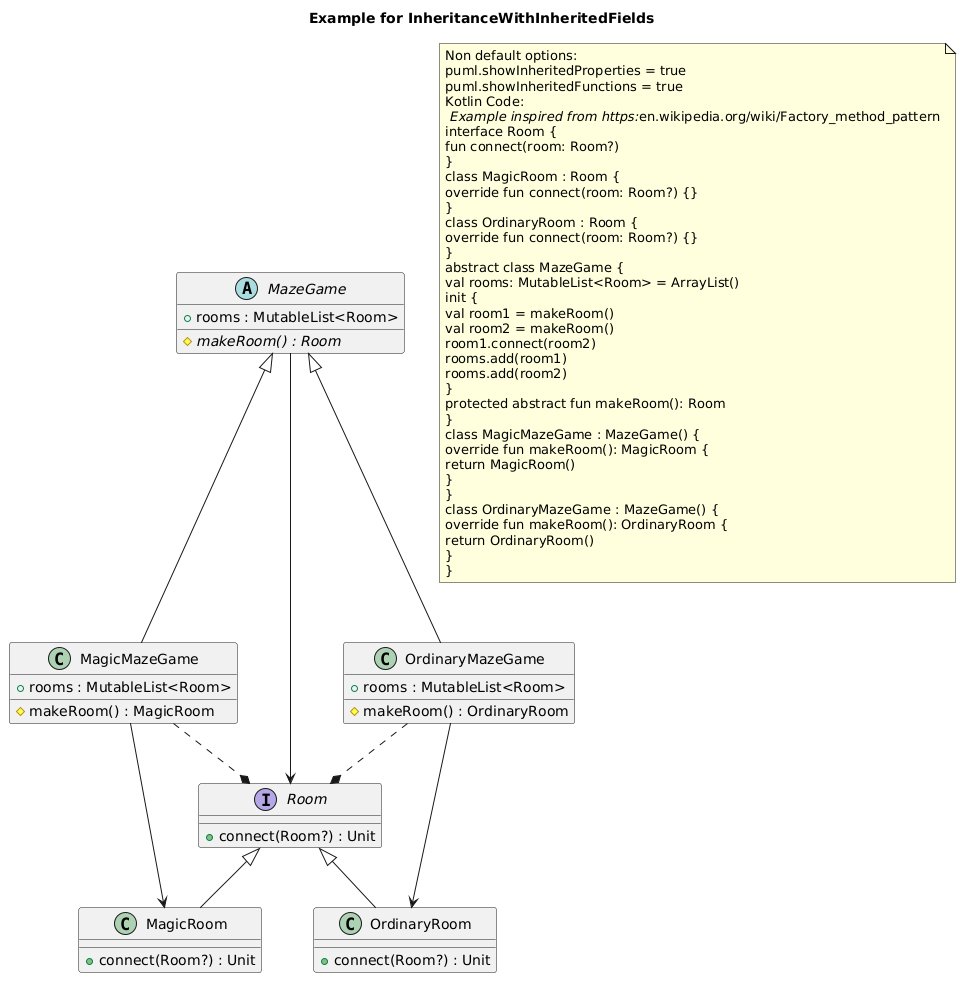 Example for InheritanceWithInheritedFields
Non default options:
puml.showInheritedProperties = true
puml.showInheritedFunctions = true
Kotlin Code:
Example inspired from https:en.wikipedia.org/wiki/Factory_method_pattern
interface Room {
fun connect(room: Room?)
}
class MagicRoom : Room {
override fun connect(room: Room?) {}
}
class OrdinaryRoom : Room {
override fun connect(room: Room?) {}
}
abstract class MazeGame {
val rooms: MutableList<Room> = ArrayList()
init {
val room1 = makeRoom()
val room2 = makeRoom()
room1.connect(room2)
rooms.add(room1)
rooms.add(room2)
}
protected abstract fun makeRoom(): Room
}
class MagicMazeGame : MazeGame() {
override fun makeRoom(): MagicRoom {
return MagicRoom()
}
}
class OrdinaryMazeGame : MazeGame() {
override fun makeRoom(): OrdinaryRoom {
return OrdinaryRoom()
}
}
A MazeGame
rooms : MutableList<Room>
makeRoom() : Room
C MagicMazeGame
rooms : MutableList<Room>
makeRoom() : MagicRoom
C OrdinaryMazeGame
rooms : MutableList<Room>
makeRoom() : OrdinaryRoom
I Room
connect(Room?) : Unit
C MagicRoom
connect(Room?) : Unit
C OrdinaryRoom
connect(Room?) : Unit